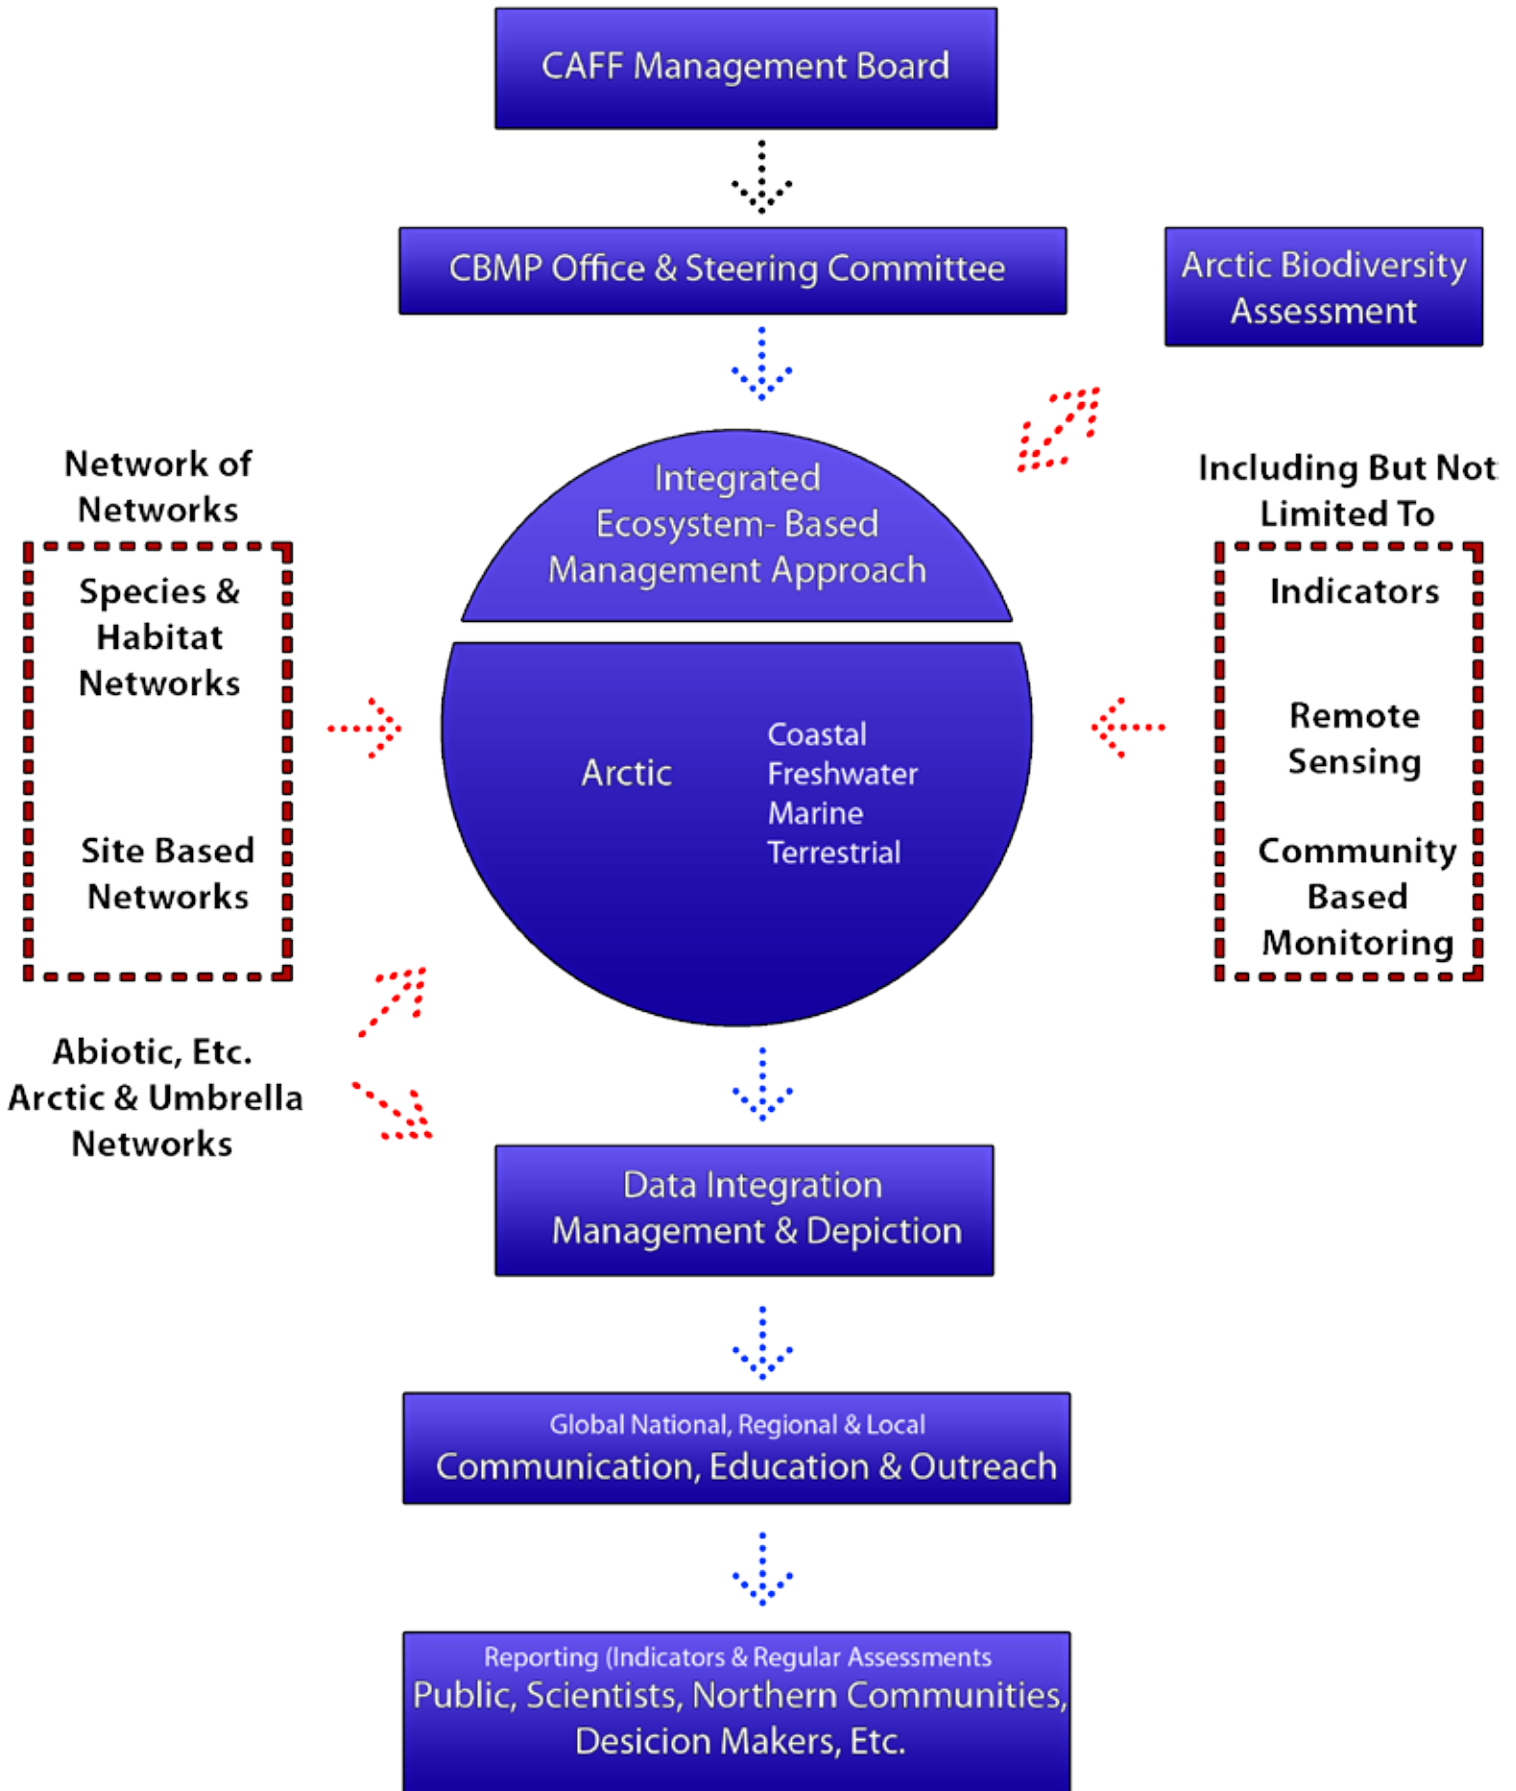 CAFF Management Board
CBMP Office & Steering Committee
Arctic Biodiversity
Assessment
Network of
Networks
Species &
Habitat
Networks
Site Based
Networks
Abiotic, Etc.
Arctic & Umbrella
Networks
Integrated
Ecosystem- Based
Management Approach
Arctic
Coastal
Freshwater
Marine
Terrestrial
Including But Not
Limited To
Indicators
Remote
Sensing
Community
Based
Monitoring
Data Integration
Management & Depiction
Global National, Regional & Local
Communication, Education & Outreach
Reporting (Indicators & Regular Assessments
Public, Scientists, Northern Communities,
Desicion Makers, Etc.